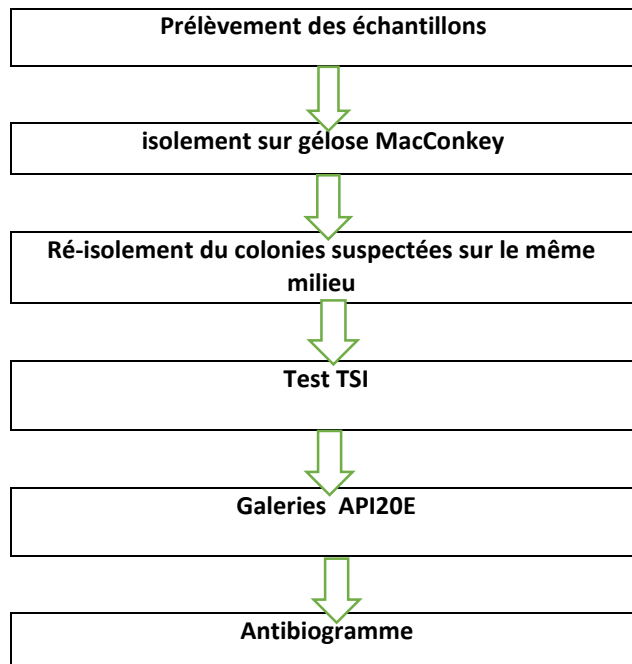 Prélèvement des échantillons
isolement sur gélose MacConkey
Ré-isolement du colonies suspectées sur le même
milieu
Test TSI
Galeries API20E
Antibiogramme